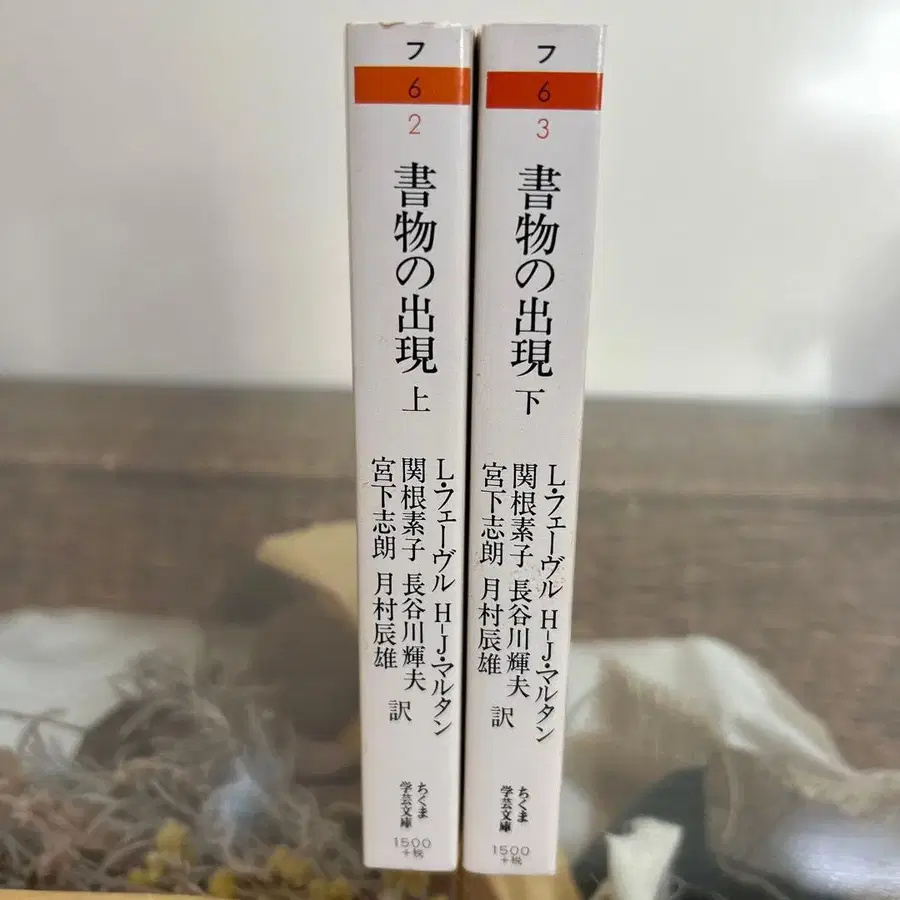 フ
6
2
書物の出現 上
L・フェーヴル H-J・マルタン
関根素子 長谷川輝夫
宮下志朗 月村辰雄 訳
ちくま
学芸文庫
1500
+税
フ
6
3
書物の出現 下
L・フェーヴル H-J・マルタン
関根素子 長谷川輝夫
宮下志朗 月村辰雄 訳
ちくま
学芸文庫
1500
+税